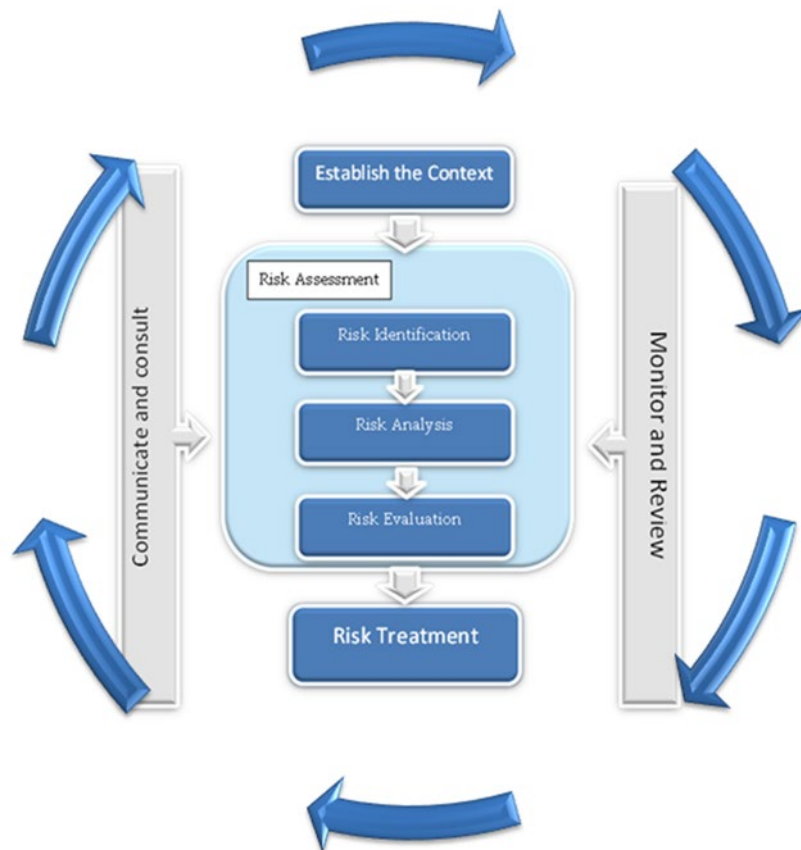 Establish the Context
Risk Assessment
Risk Identification
Risk Analysis
Risk Evaluation
Risk Treatment
Communicate and consult
Monitor and Review